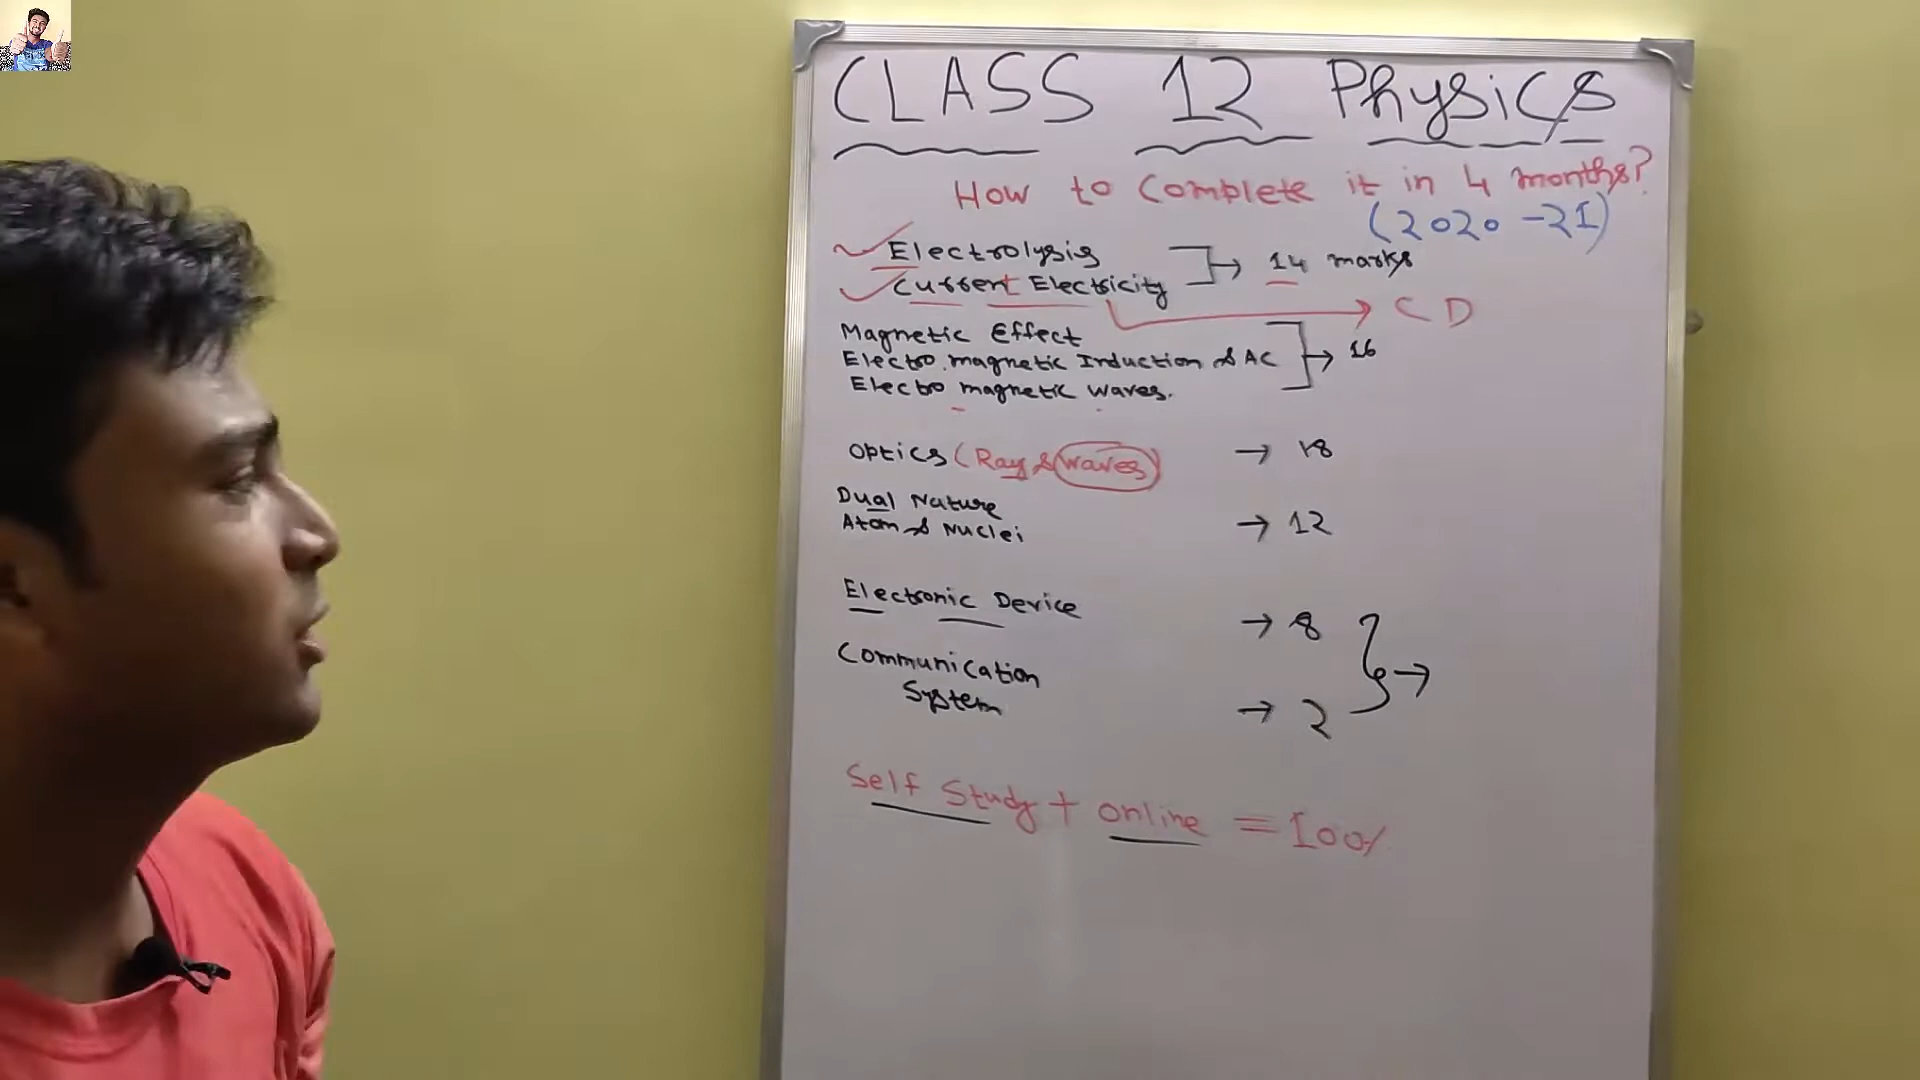 CLASS 12 Physics
How to complete it in 4 months?
(2020-21)
Electrolysis → 14 marks
Current Electricity → CD
Magnetic Effect
Electro magnetic Induction & AC → 16
Electro magnetic waves.
Optics (Ray & waves) → 18
Dual Nature
Atom & Nuclei → 12
Electronic Device → 8
Communication
System → 2
Self Study + online = 100%